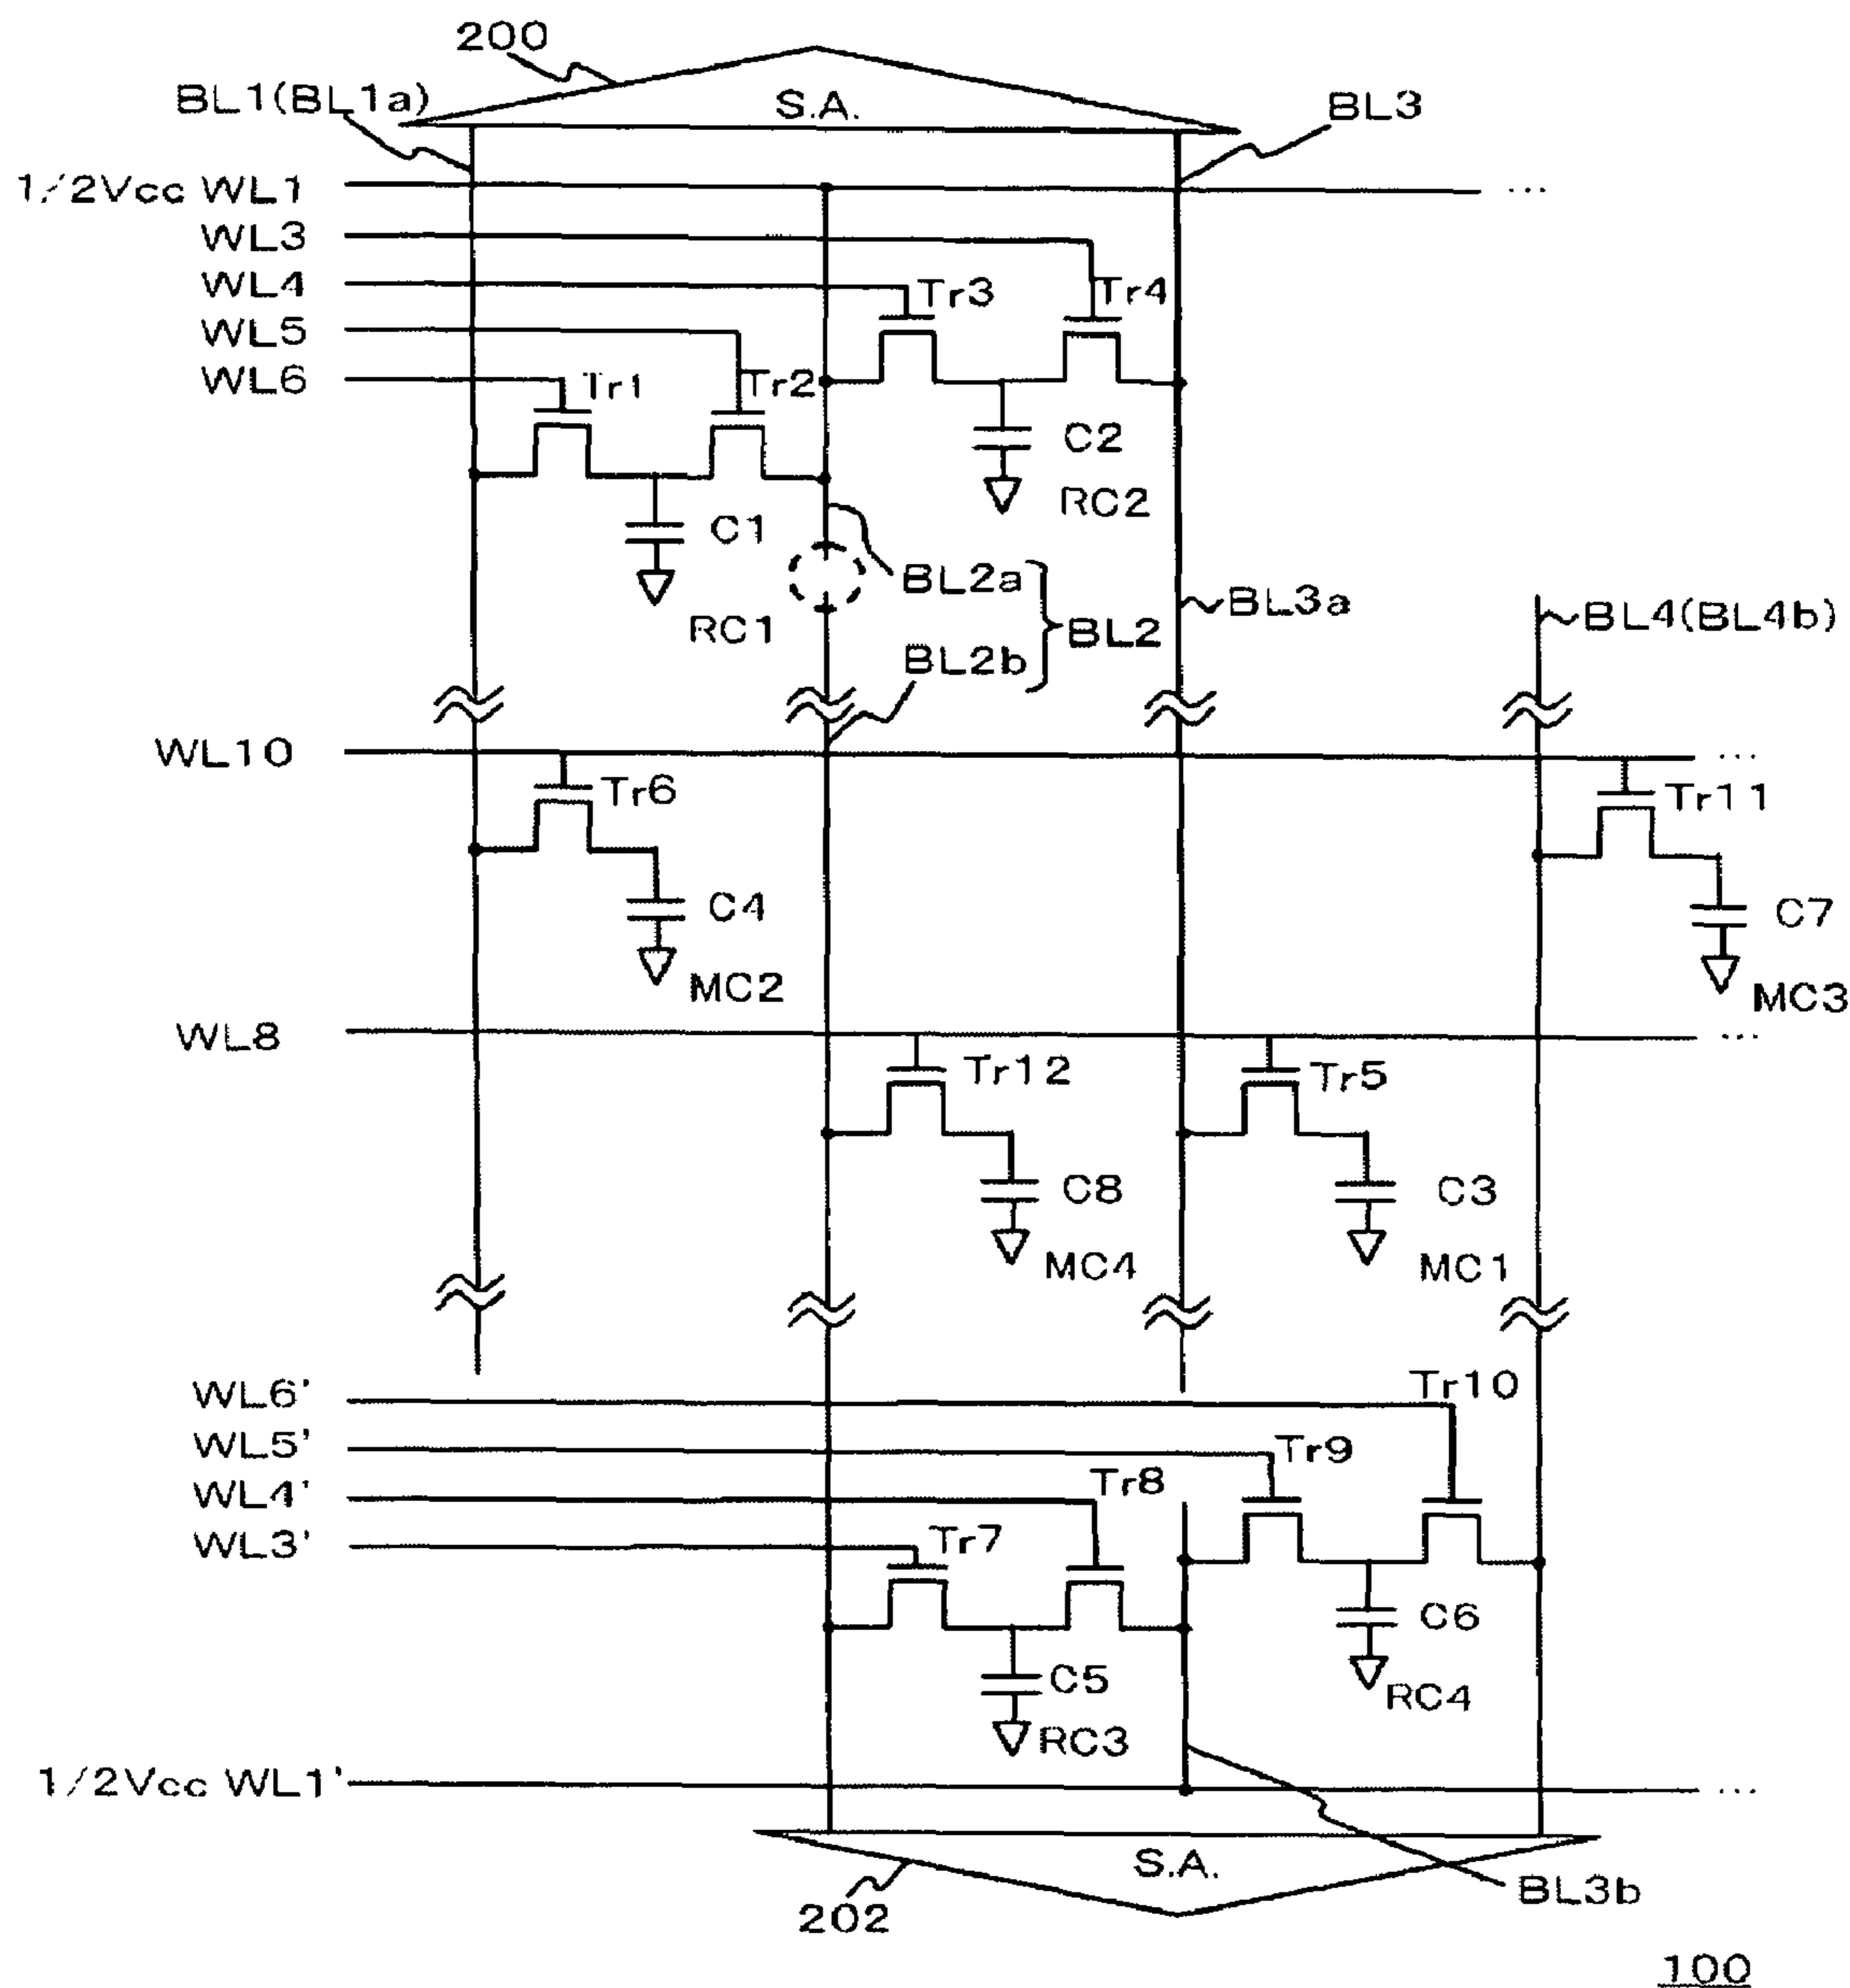 200
BL1(BL1a)
S.A.
BL3
1/2Vcc WL1
...
WL3
WL4
Tr3
Tr4
WL5
WL6
Tr1
Tr2
C2
RC2
C1
BL2a
RC1
BL2
BL3a
BL4(BL4b)
BL2b
WL10
...
Tr6
Tr11
C4
C7
MC2
MC3
WL8
...
Tr12
Tr5
C8
C3
MC4
MC1
WL6'
Tr10
WL5'
Tr9
WL4'
Tr8
WL3'
Tr7
C6
C5
RC4
RC3
1/2Vcc WL1'
...
S.A.
BL3b
202
100